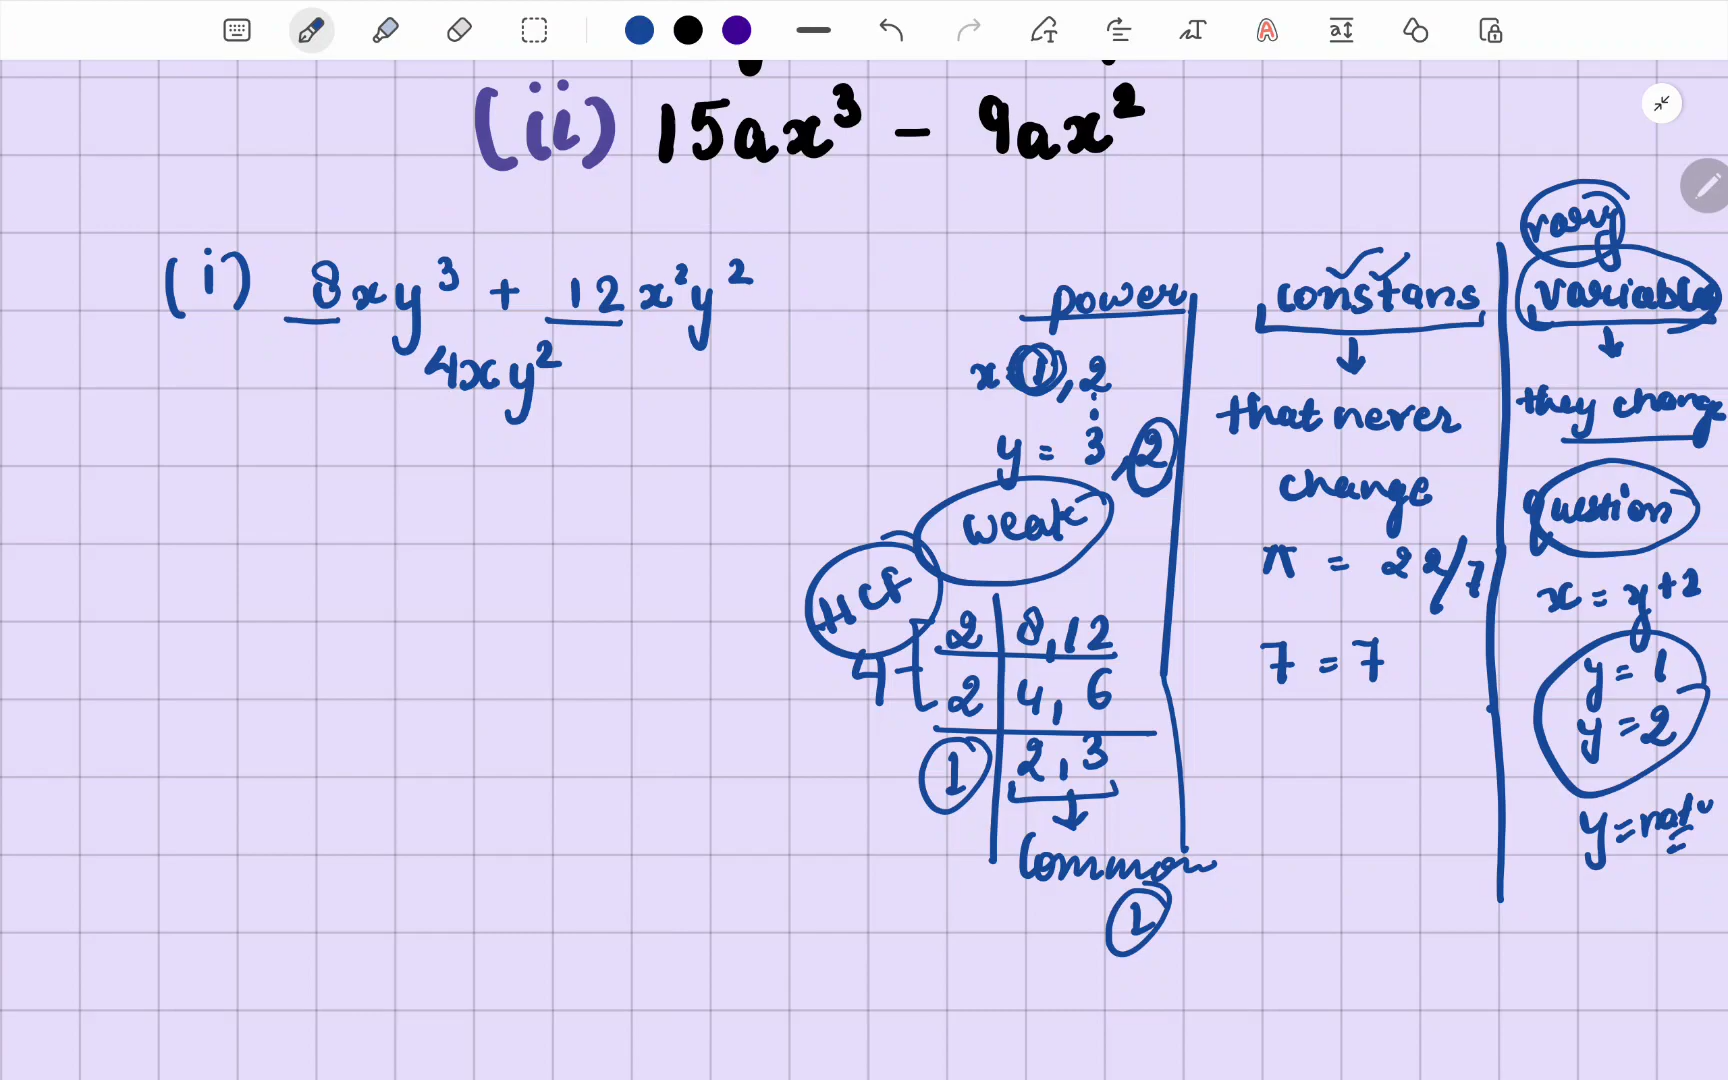 (ii) 15ax³ - 9ax²
(i) 8xy³ + 12x²y²
4xy²
power
x = 1, 2
y = 3, 2
weak
HCF
2 | 8, 12
4 2 | 4, 6
1 | 2, 3
Common
1
constans
that never
change
π = 22/7
7 = 7
vary
variable
they change
question
x = y+2
y = 1
y = 2